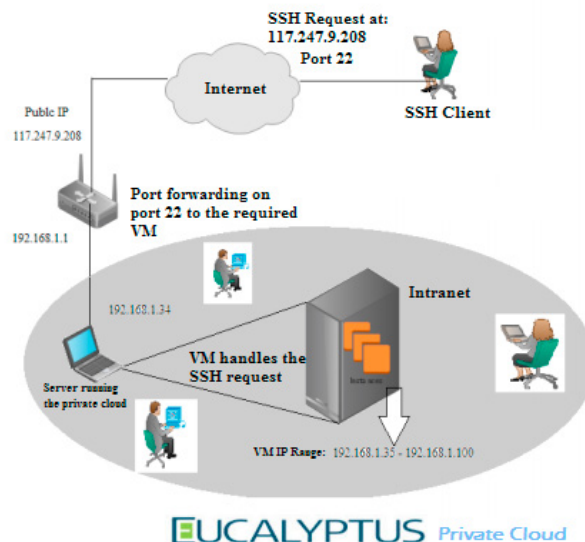 SSH Request at:
117.247.9.208
Port 22
Internet
SSH Client
Publc IP
117.247.9.208
Port forwarding on
port 22 to the required
VM
192.168.1.1
192.168.1.34
Intranet
VM handles the
SSH request
Server running
the private cloud
VM IP Range: 192.168.1.35 - 192.168.1.100
EUCALYPTUS Private Cloud